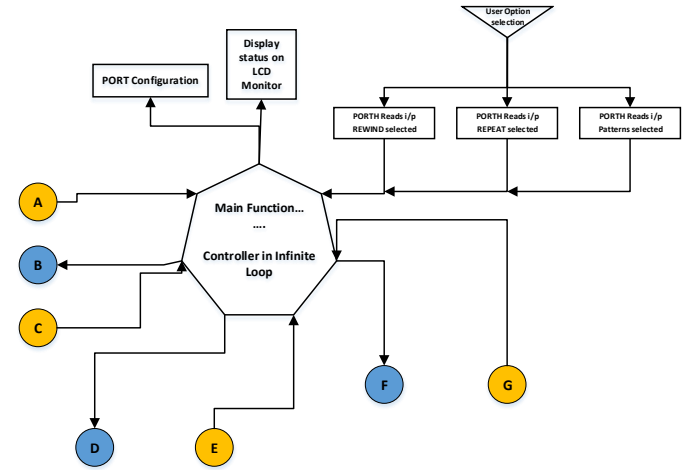 User Option
selection
Display
status on
LCD
Monitor
PORT Configuration
PORTH Reads i/p
REWIND selected
PORTH Reads i/p
REPEAT selected
PORTH Reads i/p
Patterns selected
Main Function...
....
Controller in Infinite
Loop
A
B
C
D
E
F
G